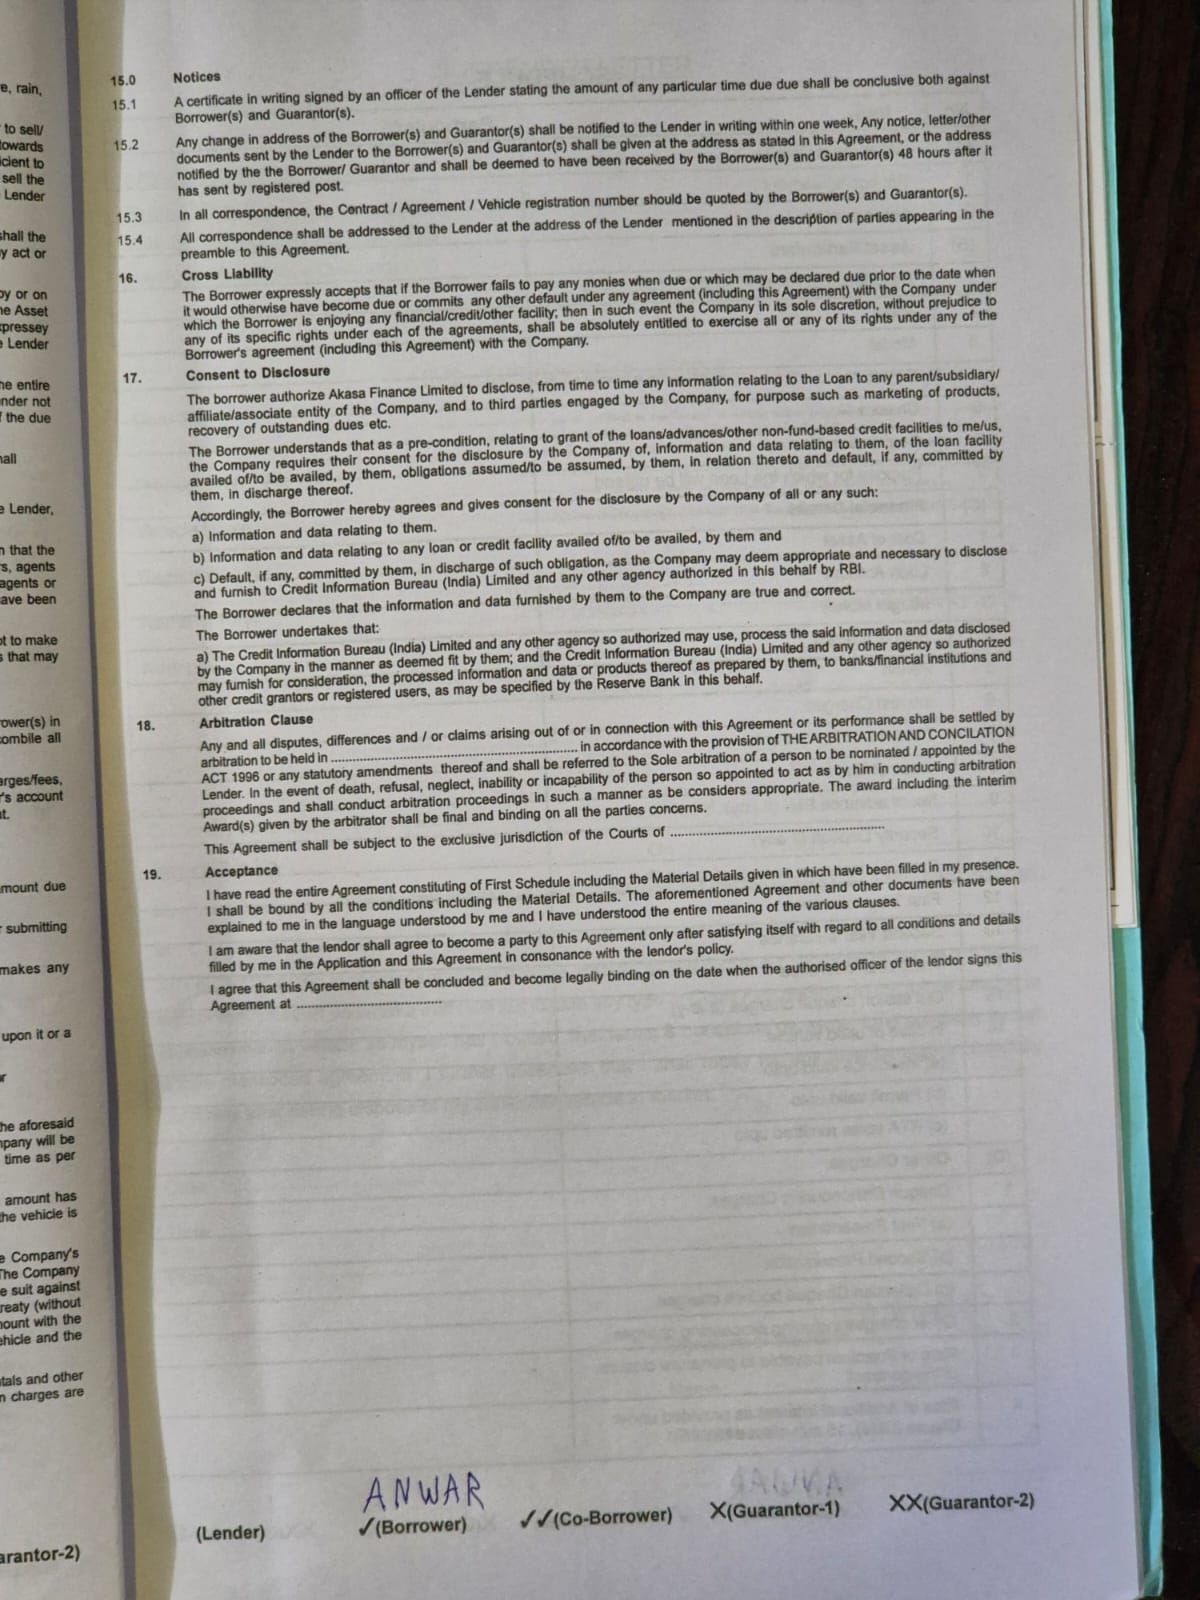 e, rain,
to sell/
towards
icient to
sell the
Lender
shall the
y act or
by or on
ne Asset
xpressey
e Lender
he entire
under not
f the due
hall
e Lender,
n that the
rs, agents
agents or
ave been
ot to make
s that may
rower(s) in
combile all
arges/fees,
r's account
nt.
mount due
submitting
makes any
upon it or a
or
he aforesaid
mpany will be
time as per
amount has
the vehicle is
e Company's
The Company
e suit against
reaty (without
mount with the
ehicle and the
ntals and other
n charges are
arantor-2)
15.0 Notices
15.1 A certificate in writing signed by an officer of the Lender stating the amount of any particular time due due shall be conclusive both against
Borrower(s) and Guarantor(s).
15.2 Any change in address of the Borrower(s) and Guarantor(s) shall be notified to the Lender in writing within one week, Any notice, letter/other
documents sent by the Lender to the Borrower(s) and Guarantor(s) shall be given at the address as stated in this Agreement, or the address
notified by the the Borrower/ Guarantor and shall be deemed to have been received by the Borrower(s) and Guarantor(s) 48 hours after it
has sent by registered post.
15.3 In all correspondence, the Contract / Agreement / Vehicle registration number should be quoted by the Borrower(s) and Guarantor(s).
15.4 All correspondence shall be addressed to the Lender at the address of the Lender mentioned in the description of parties appearing in the
preamble to this Agreement.
16. Cross Liability
The Borrower expressly accepts that if the Borrower fails to pay any monies when due or which may be declared due prior to the date when
it would otherwise have become due or commits any other default under any agreement (including this Agreement) with the Company under
which the Borrower is enjoying any financial/credit/other facility; then in such event the Company in its sole discretion, without prejudice to
any of its specific rights under each of the agreements, shall be absolutely entitled to exercise all or any of its rights under any of the
Borrower's agreement (including this Agreement) with the Company.
17. Consent to Disclosure
The borrower authorize Akasa Finance Limited to disclose, from time to time any information relating to the Loan to any parent/subsidiary/
affiliate/associate entity of the Company, and to third parties engaged by the Company, for purpose such as marketing of products,
recovery of outstanding dues etc.
The Borrower understands that as a pre-condition, relating to grant of the loans/advances/other non-fund-based credit facilities to me/us,
the Company requires their consent for the disclosure by the Company of, information and data relating to them, of the loan facility
availed of/to be availed, by them, obligations assumed/to be assumed, by them, in relation thereto and default, if any, committed by
them, in discharge thereof.
Accordingly, the Borrower hereby agrees and gives consent for the disclosure by the Company of all or any such:
a) Information and data relating to them.
b) Information and data relating to any loan or credit facility availed of/to be availed, by them and
c) Default, if any, committed by them, in discharge of such obligation, as the Company may deem appropriate and necessary to disclose
and furnish to Credit Information Bureau (India) Limited and any other agency authorized in this behalf by RBI.
The Borrower declares that the information and data furnished by them to the Company are true and correct.
The Borrower undertakes that:
a) The Credit Information Bureau (India) Limited and any other agency so authorized may use, process the said information and data disclosed
by the Company in the manner as deemed fit by them; and the Credit Information Bureau (India) Limited and any other agency so authorized
may furnish for consideration, the processed information and data or products thereof as prepared by them, to banks/financial institutions and
other credit grantors or registered users, as may be specified by the Reserve Bank in this behalf.
18. Arbitration Clause
Any and all disputes, differences and / or claims arising out of or in connection with this Agreement or its performance shall be settled by
arbitration to be held in ........................ in accordance with the provision of THE ARBITRATION AND CONCILATION
ACT 1996 or any statutory amendments thereof and shall be referred to the Sole arbitration of a person to be nominated / appointed by the
Lender. In the event of death, refusal, neglect, inability or incapability of the person so appointed to act as by him in conducting arbitration
proceedings and shall conduct arbitration proceedings in such a manner as be considers appropriate. The award including the interim
Award(s) given by the arbitrator shall be final and binding on all the parties concerns.
This Agreement shall be subject to the exclusive jurisdiction of the Courts of ........................
19. Acceptance
I have read the entire Agreement constituting of First Schedule including the Material Details given in which have been filled in my presence.
I shall be bound by all the conditions including the Material Details. The aforementioned Agreement and other documents have been
explained to me in the language understood by me and I have understood the entire meaning of the various clauses.
I am aware that the lendor shall agree to become a party to this Agreement only after satisfying itself with regard to all conditions and details
filled by me in the Application and this Agreement in consonance with the lendor's policy.
I agree that this Agreement shall be concluded and become legally binding on the date when the authorised officer of the lendor signs this
Agreement at ........................
ANWAR
(Lender) ✓(Borrower) ✓✓(Co-Borrower) X(Guarantor-1) XX(Guarantor-2)